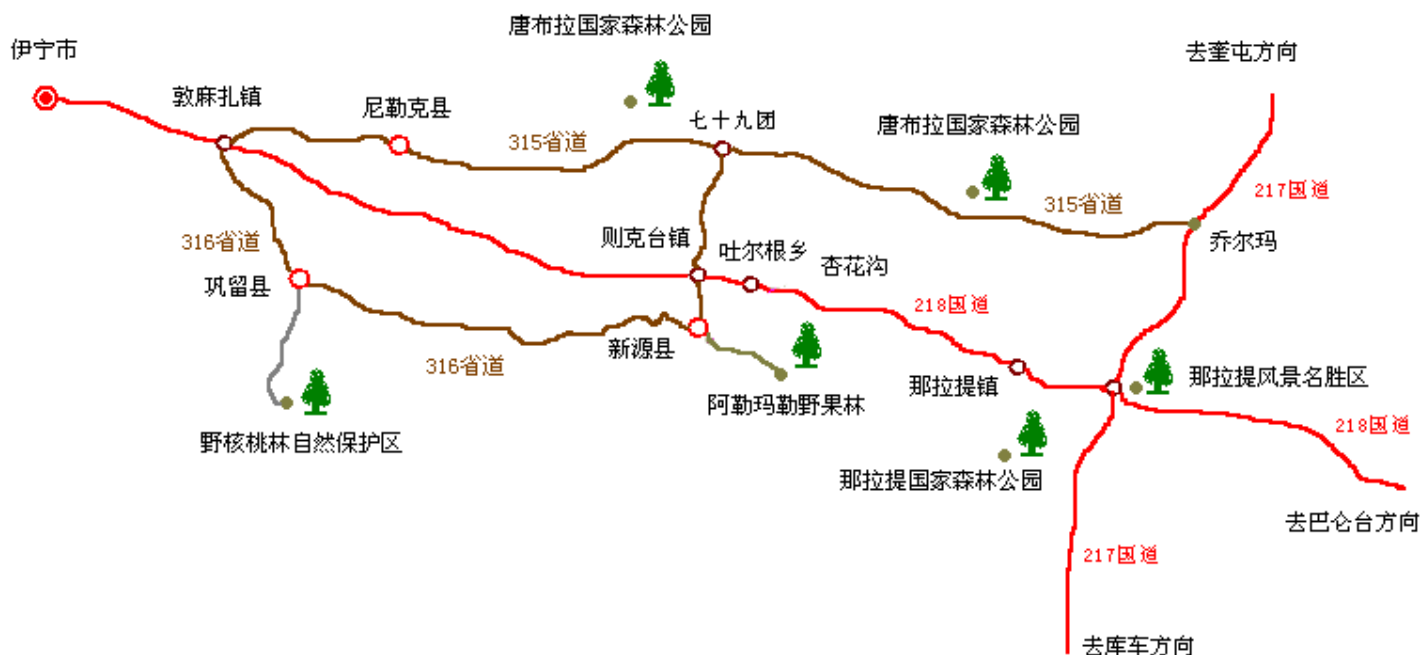 唐布拉国家森林公园
伊宁市
去奎屯方向
敦麻扎镇
尼勒克县
七十九团
唐布拉国家森林公园
315省道
217国道
315省道
316省道
则克台镇
吐尔根乡
杏花沟
乔尔玛
巩留县
218国道
新源县
316省道
那拉提镇
那拉提风景名胜区
阿勒玛勒野果林
218国道
野核桃林自然保护区
那拉提国家森林公园
去巴仑台方向
217国道
去库车方向